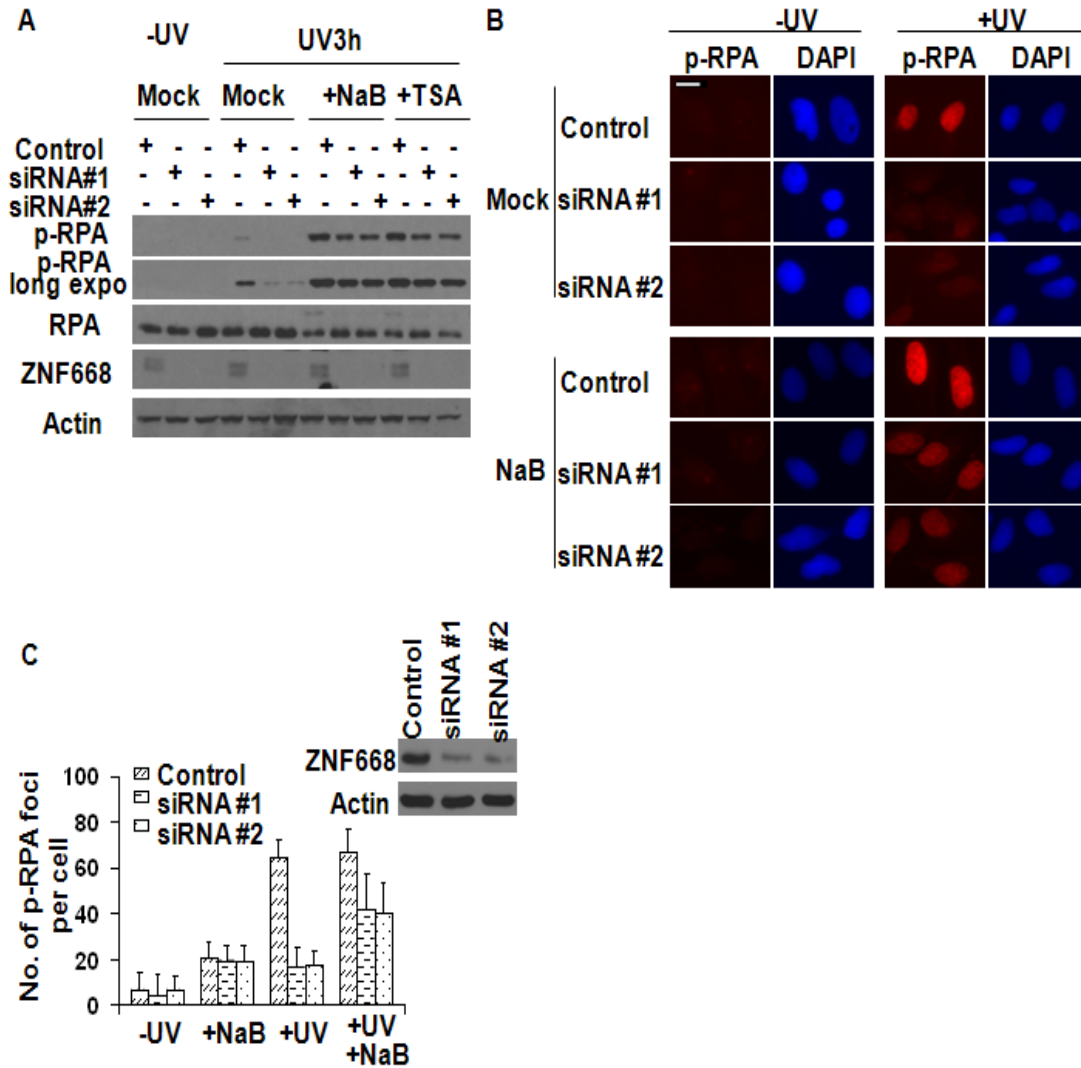 A
-UV
UV3h
Mock
Mock
+NaB
+TSA
Control + - - + - - + - - + - -
siRNA#1 - + - - + - - + - - + -
siRNA#2 - - + - - + - - + - - +
p-RPA
p-RPA
long expo
RPA
ZNF668
Actin
B
-UV
+UV
p-RPA
DAPI
p-RPA
DAPI
Mock
Control
siRNA#1
siRNA#2
NaB
Control
siRNA#1
siRNA#2
C
Control
siRNA#1
siRNA#2
ZNF668
Actin
No. of p-RPA foci
per cell
100
80
60
40
20
0
Control
siRNA#1
siRNA#2
-UV
+NaB
+UV
+UV
+NaB